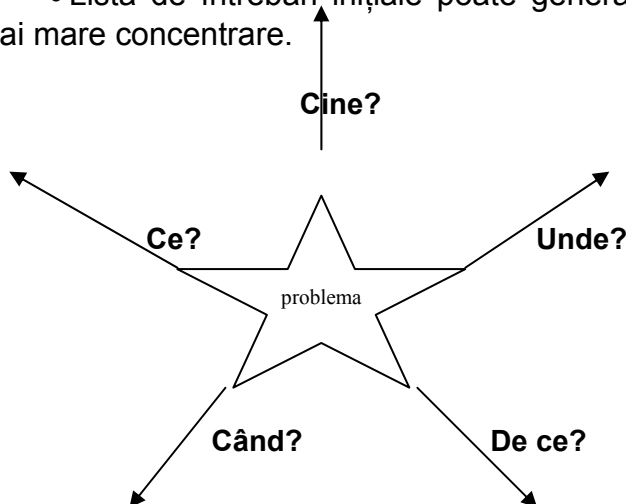 • Lista de întrebări inițiale poate genera
ai mare concentrare.
Cine?
Ce?
Unde?
problema
Când?
De ce?